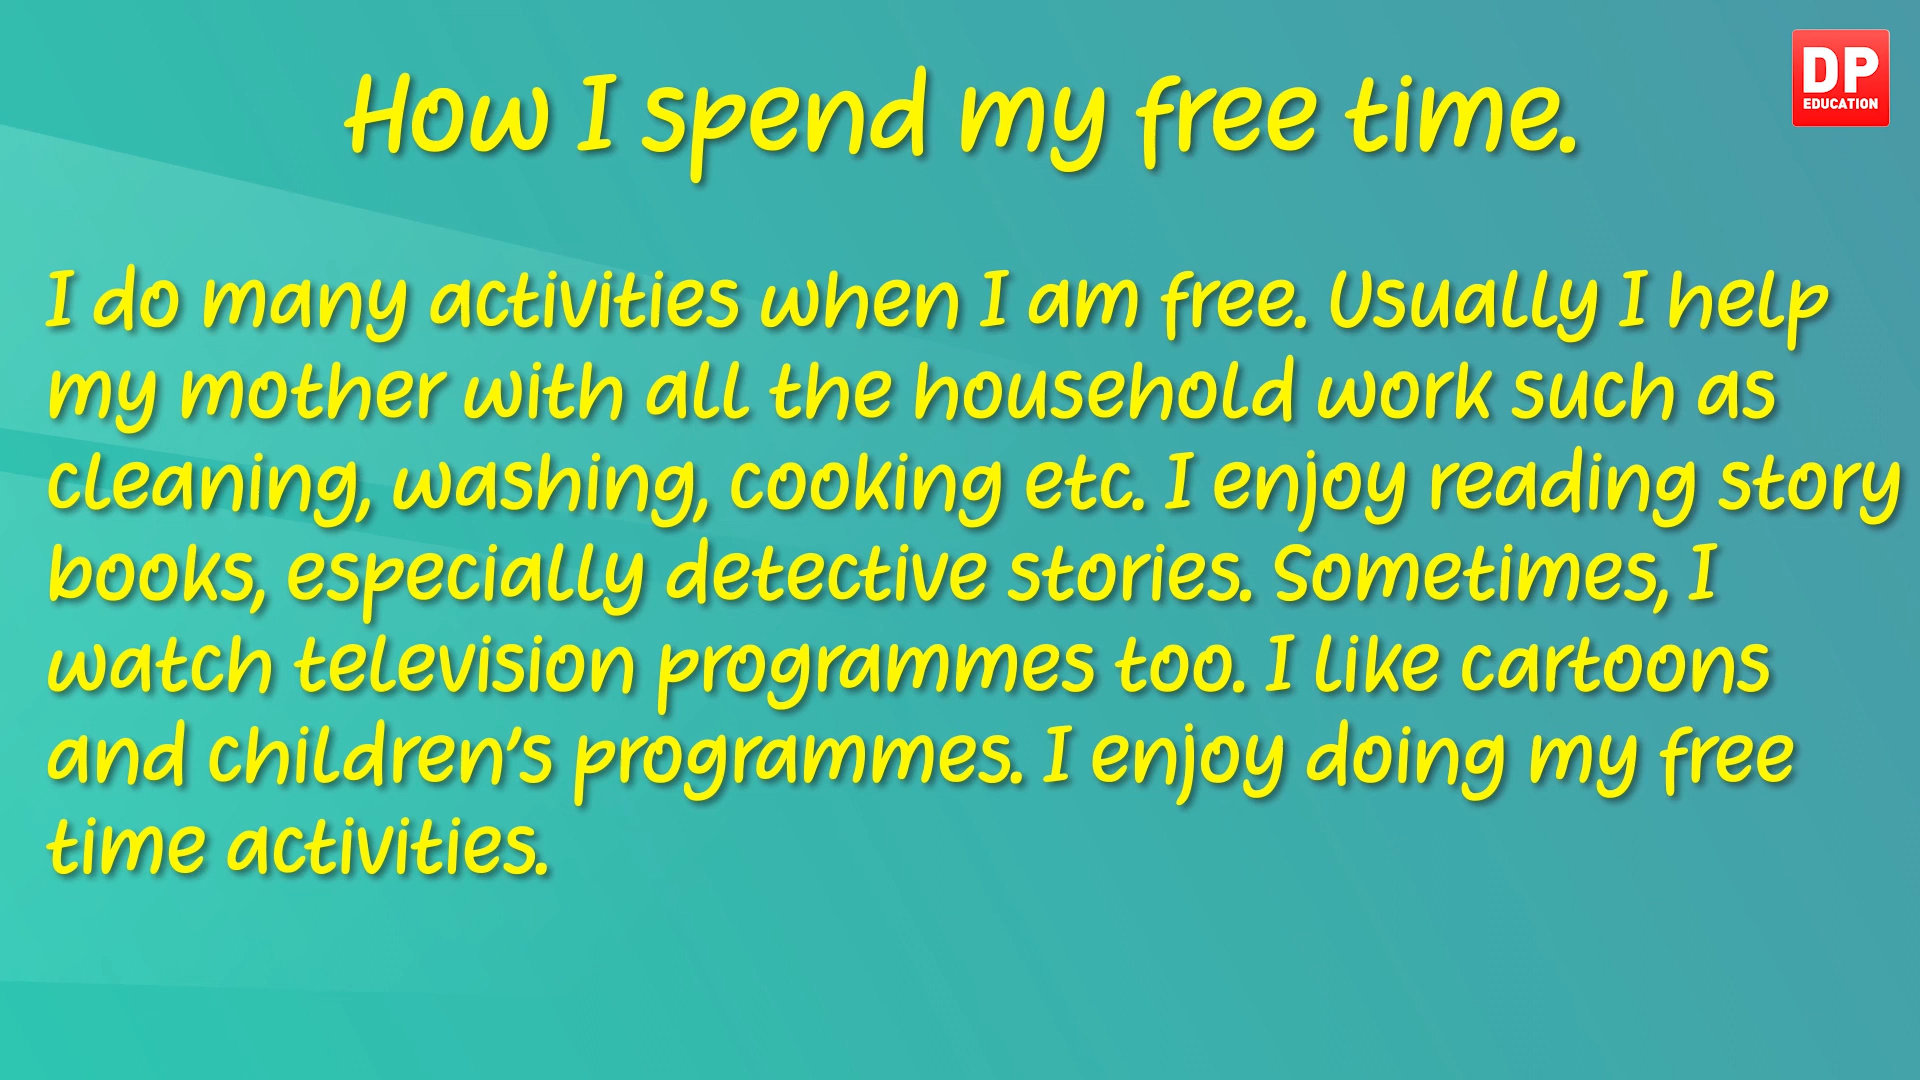 How I spend my free time.
DP
EDUCATION
I do many activities when I am free. Usually I help
my mother with all the household work such as
cleaning, washing, cooking etc. I enjoy reading story
books, especially detective stories. Sometimes, I
watch television programmes too. I like cartoons
and children's programmes. I enjoy doing my free
time activities.